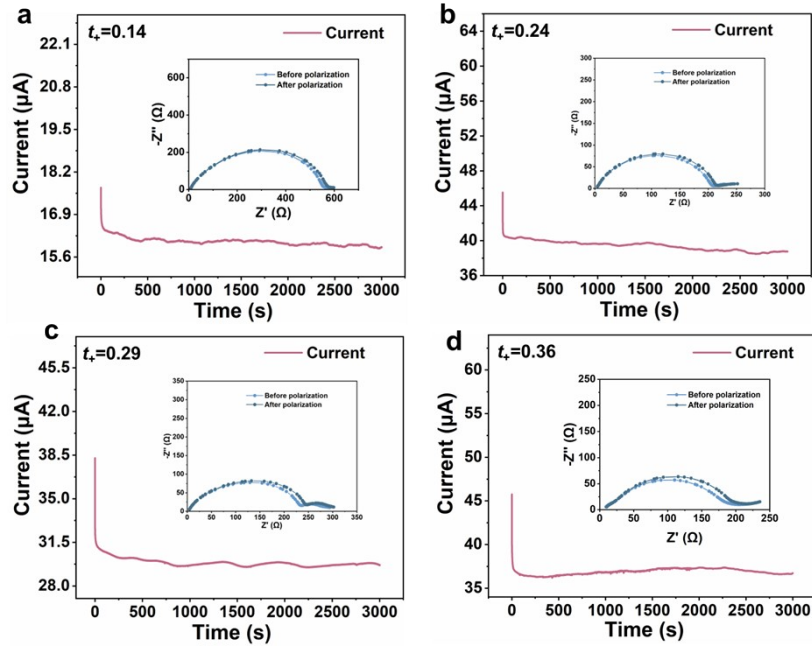 a
t₊=0.14
Current
Current (μA)
22.1
20.8
19.5
18.2
16.9
15.6
0 500 1000 1500 2000 2500 3000
Time (s)
Before polarization
After polarization
-Z'' (Ω)
600
400
200
0
0 200 400 600
Z' (Ω)
b
t₊=0.24
Current
Current (μA)
64
60
56
52
48
44
40
36
0 500 1000 1500 2000 2500 3000
Time (s)
Before polarization
After polarization
-Z'' (Ω)
300
250
200
150
100
50
0
0 50 100 150 200 250 300
Z' (Ω)
c
t₊=0.29
Current
Current (μA)
45.5
42.0
38.5
35.0
31.5
28.0
0 500 1000 1500 2000 2500 3000
Time (s)
Before polarization
After polarization
-Z'' (Ω)
350
300
250
200
150
100
50
0
0 50 100 150 200 250 300 350
Z' (Ω)
d
t₊=0.36
Current
Current (μA)
65
60
55
50
45
40
35
0 500 1000 1500 2000 2500 3000
Time (s)
Before polarization
After polarization
-Z'' (Ω)
250
200
150
100
50
0
0 50 100 150 200 250
Z' (Ω)